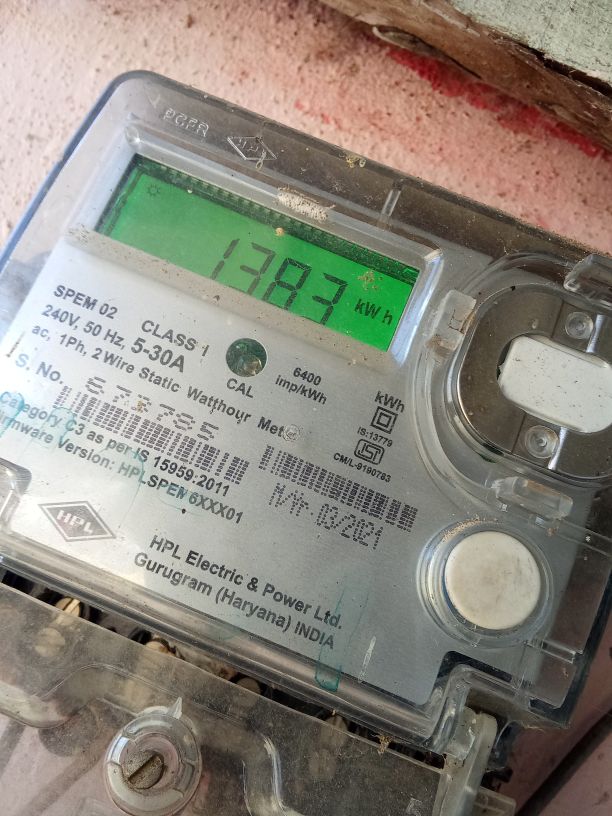 HPL
1383 kWh
SPEM 02 CLASS 1
240V, 50 Hz, 5-30A
ac, 1Ph, 2 Wire Static Watthour Meter
CAL
6400
imp/kWh
kWh
S. No.
IS:13779
CM/L-9190783
Category C3 as per IS 15959:2011
Firmware Version: HPLSPEM6XXX01
03/2021
HPL
HPL Electric & Power Ltd.
Gurugram (Haryana) INDIA